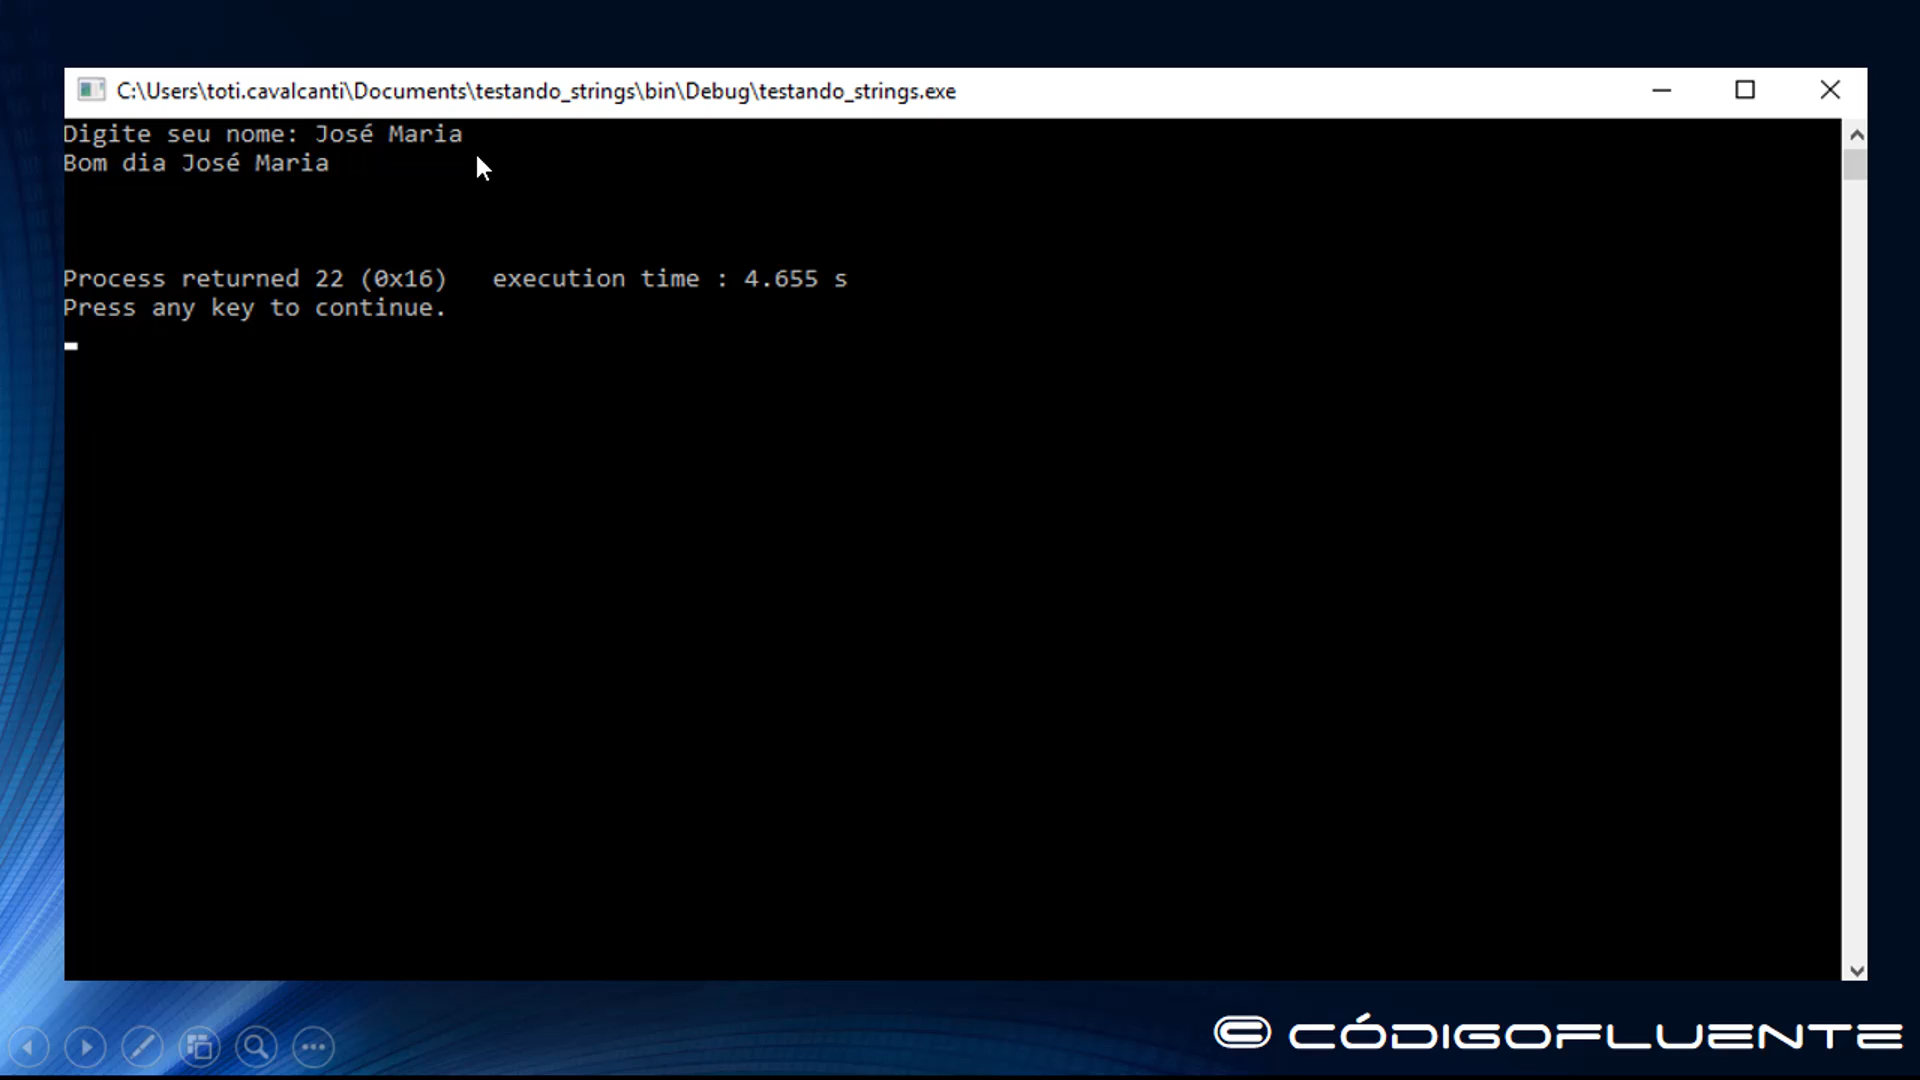 C:\Users\toti.cavalcanti\Documents\testando_strings\bin\Debug\testando_strings.exe
Digite seu nome: José Maria
Bom dia José Maria
Process returned 22 (0x16)   execution time : 4.655 s
Press any key to continue.
CÓDIGOFLUENTE